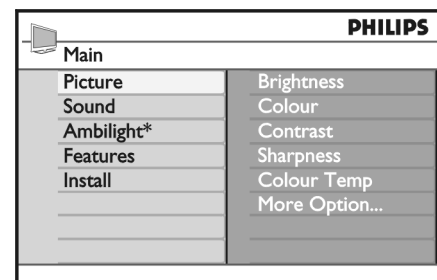 PHILIPS
Main
Picture
Sound
Ambilight*
Features
Install
Brightness
Colour
Contrast
Sharpness
Colour Temp
More Option...